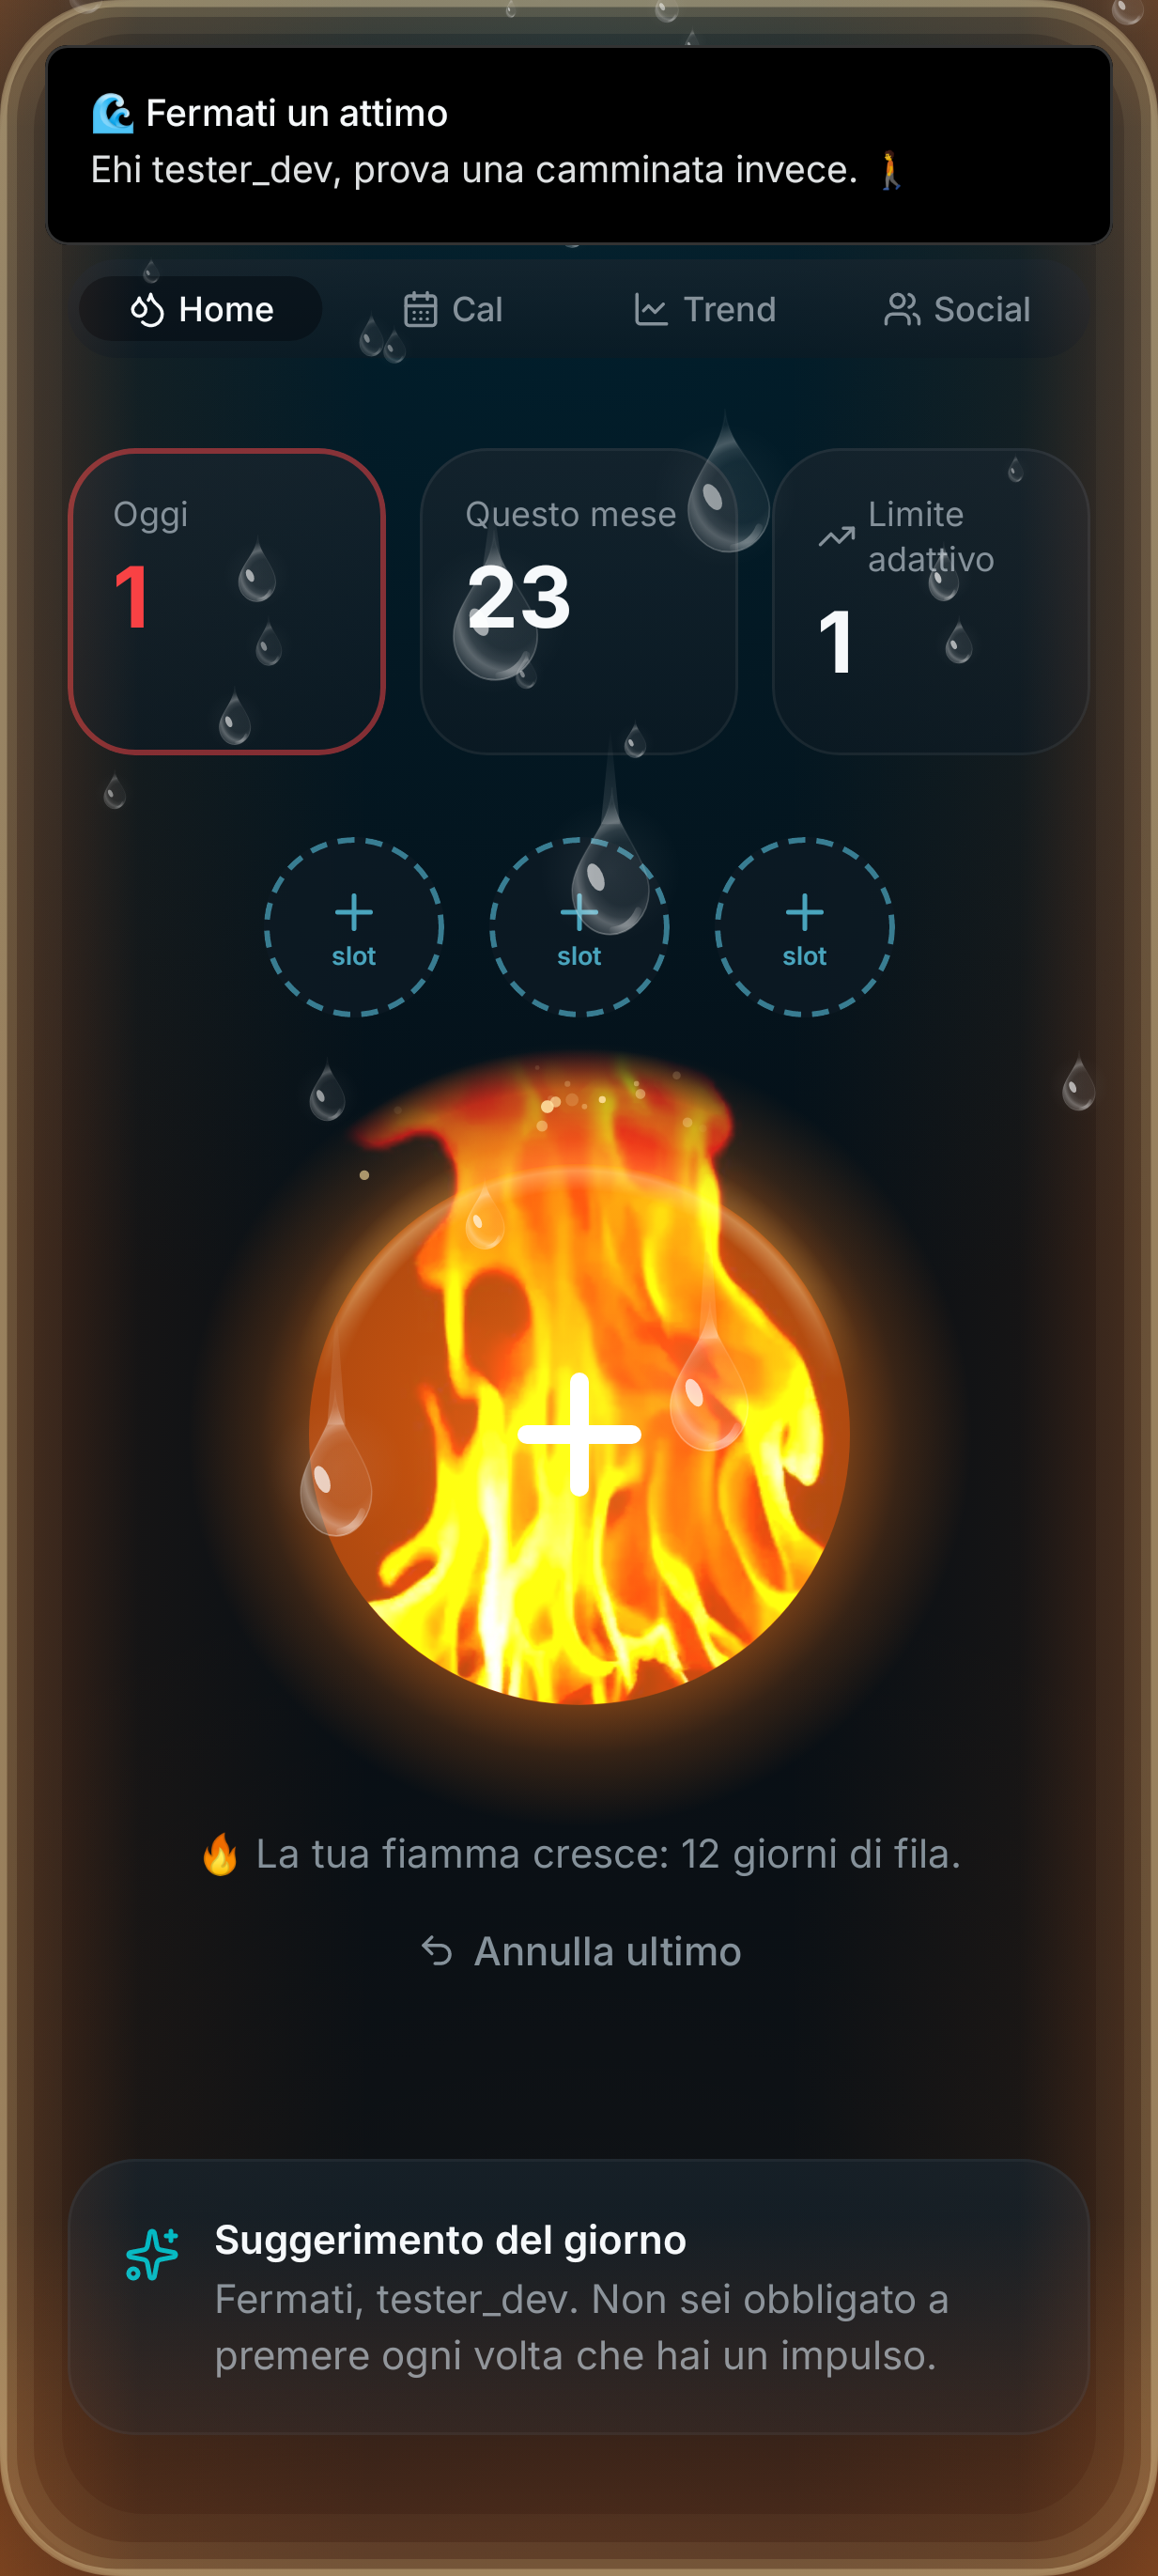 🌊 Fermati un attimo
Ehi tester_dev, prova una camminata invece. 🚶
Home
Cal
Trend
Social
Oggi
1
Questo mese
23
Limite
adattivo
1
slot
slot
slot
🔥 La tua fiamma cresce: 12 giorni di fila.
Annulla ultimo
Suggerimento del giorno
Fermati, tester_dev. Non sei obbligato a
premere ogni volta che hai un impulso.